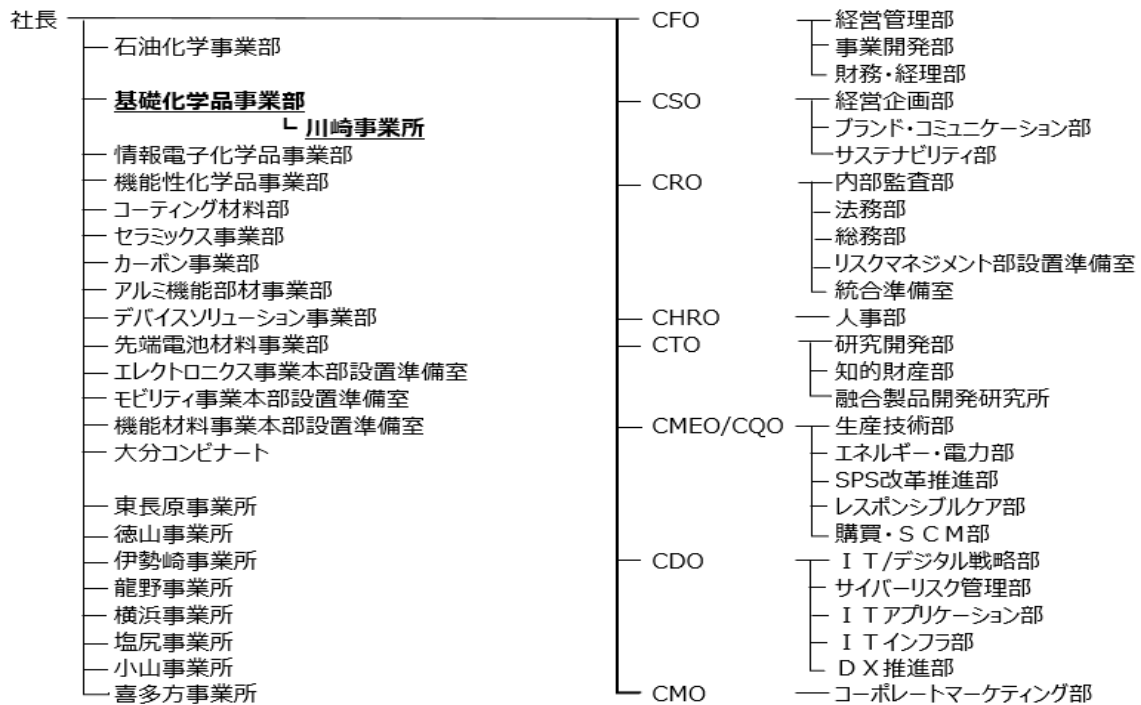 社長
石油化学事業部
基礎化学品事業部
川崎事業所
情報電子化学品事業部
機能性化学品事業部
コーティング材料部
セラミックス事業部
カーボン事業部
アルミ機能部材事業部
デバイスソリューション事業部
先端電池材料事業部
エレクトロニクス事業本部設置準備室
モビリティ事業本部設置準備室
機能材料事業本部設置準備室
大分コンビナート
東長原事業所
徳山事業所
伊勢崎事業所
龍野事業所
横浜事業所
塩尻事業所
小山事業所
喜多方事業所
CFO
経営管理部
事業開発部
財務・経理部
CSO
経営企画部
ブランド・コミュニケーション部
サステナビリティ部
CRO
内部監査部
法務部
総務部
リスクマネジメント部設置準備室
統合準備室
CHRO
人事部
CTO
研究開発部
知的財産部
融合製品開発研究所
CMEO/CQO
生産技術部
エネルギー・電力部
SPS改革推進部
レスポンシブルケア部
購買・ＳＣＭ部
CDO
ＩＴ/デジタル戦略部
サイバーリスク管理部
ＩＴアプリケーション部
ＩＴインフラ部
ＤＸ推進部
CMO
コーポレートマーケティング部